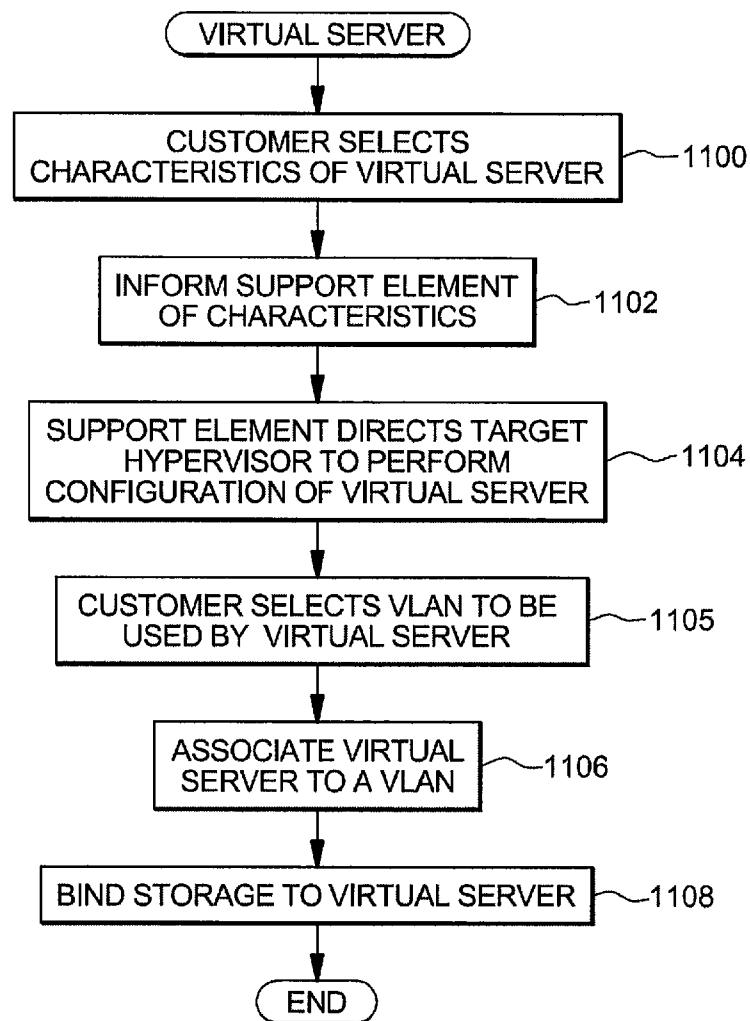 VIRTUAL SERVER
CUSTOMER SELECTS
CHARACTERISTICS OF VIRTUAL SERVER
1100
INFORM SUPPORT ELEMENT
OF CHARACTERISTICS
1102
SUPPORT ELEMENT DIRECTS TARGET
HYPERVISOR TO PERFORM
CONFIGURATION OF VIRTUAL SERVER
1104
CUSTOMER SELECTS VLAN TO BE
USED BY VIRTUAL SERVER
1105
ASSOCIATE VIRTUAL
SERVER TO A VLAN
1106
BIND STORAGE TO VIRTUAL SERVER
1108
END